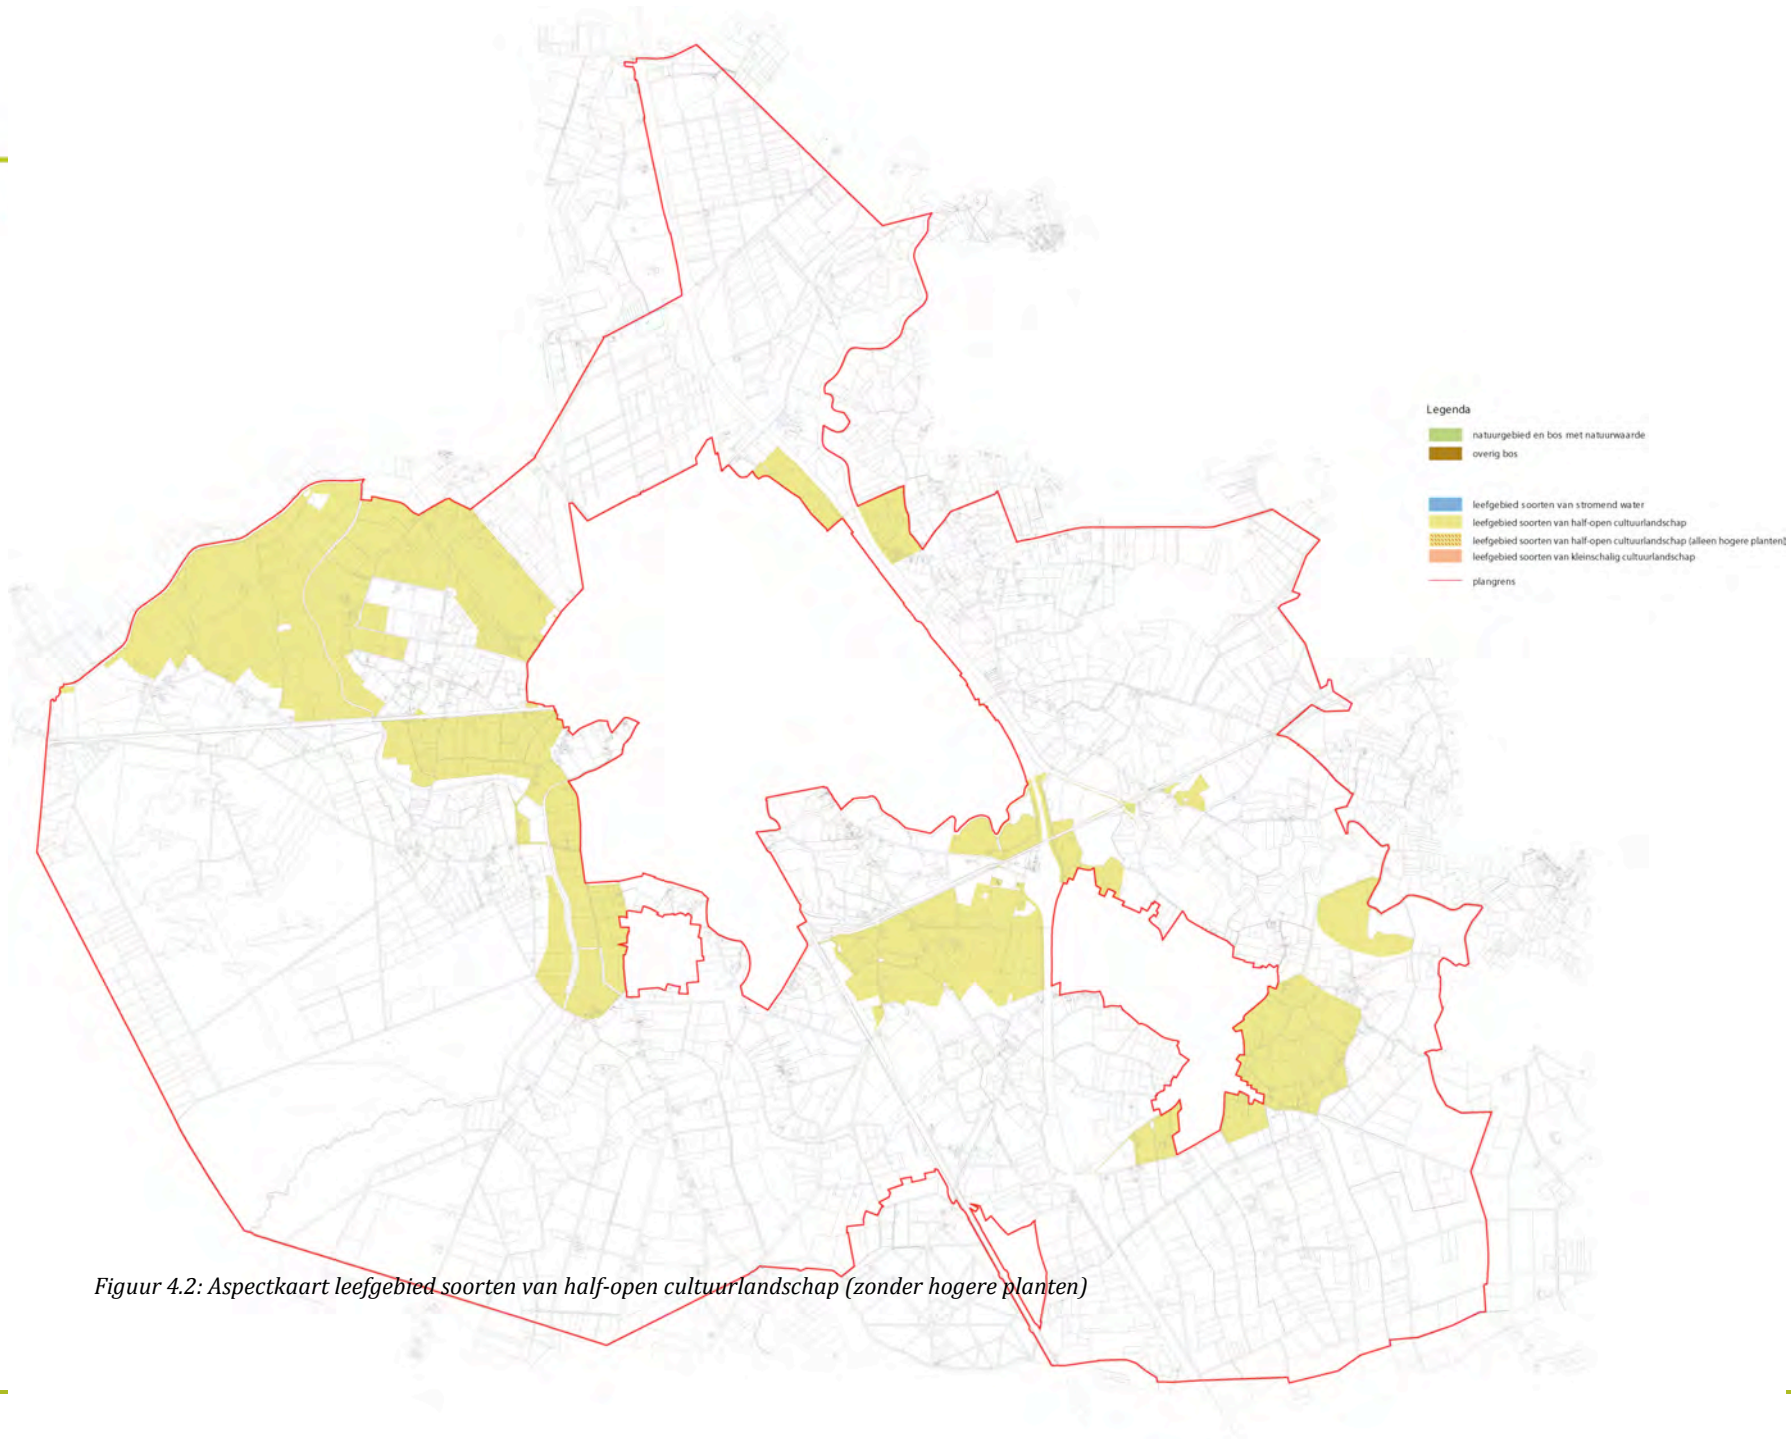 Legenda
natuurgebied en bos met natuurwaarde
overig bos
leefgebied soorten van stromend water
leefgebied soorten van half-open cultuurlandschap
leefgebied soorten van half-open cultuurlandschap (alleen hogere planten)
leefgebied soorten van kleinschalig cultuurlandschap
plangrens
Figuur 4.2: Aspectkaart leefgebied soorten van half-open cultuurlandschap (zonder hogere planten)